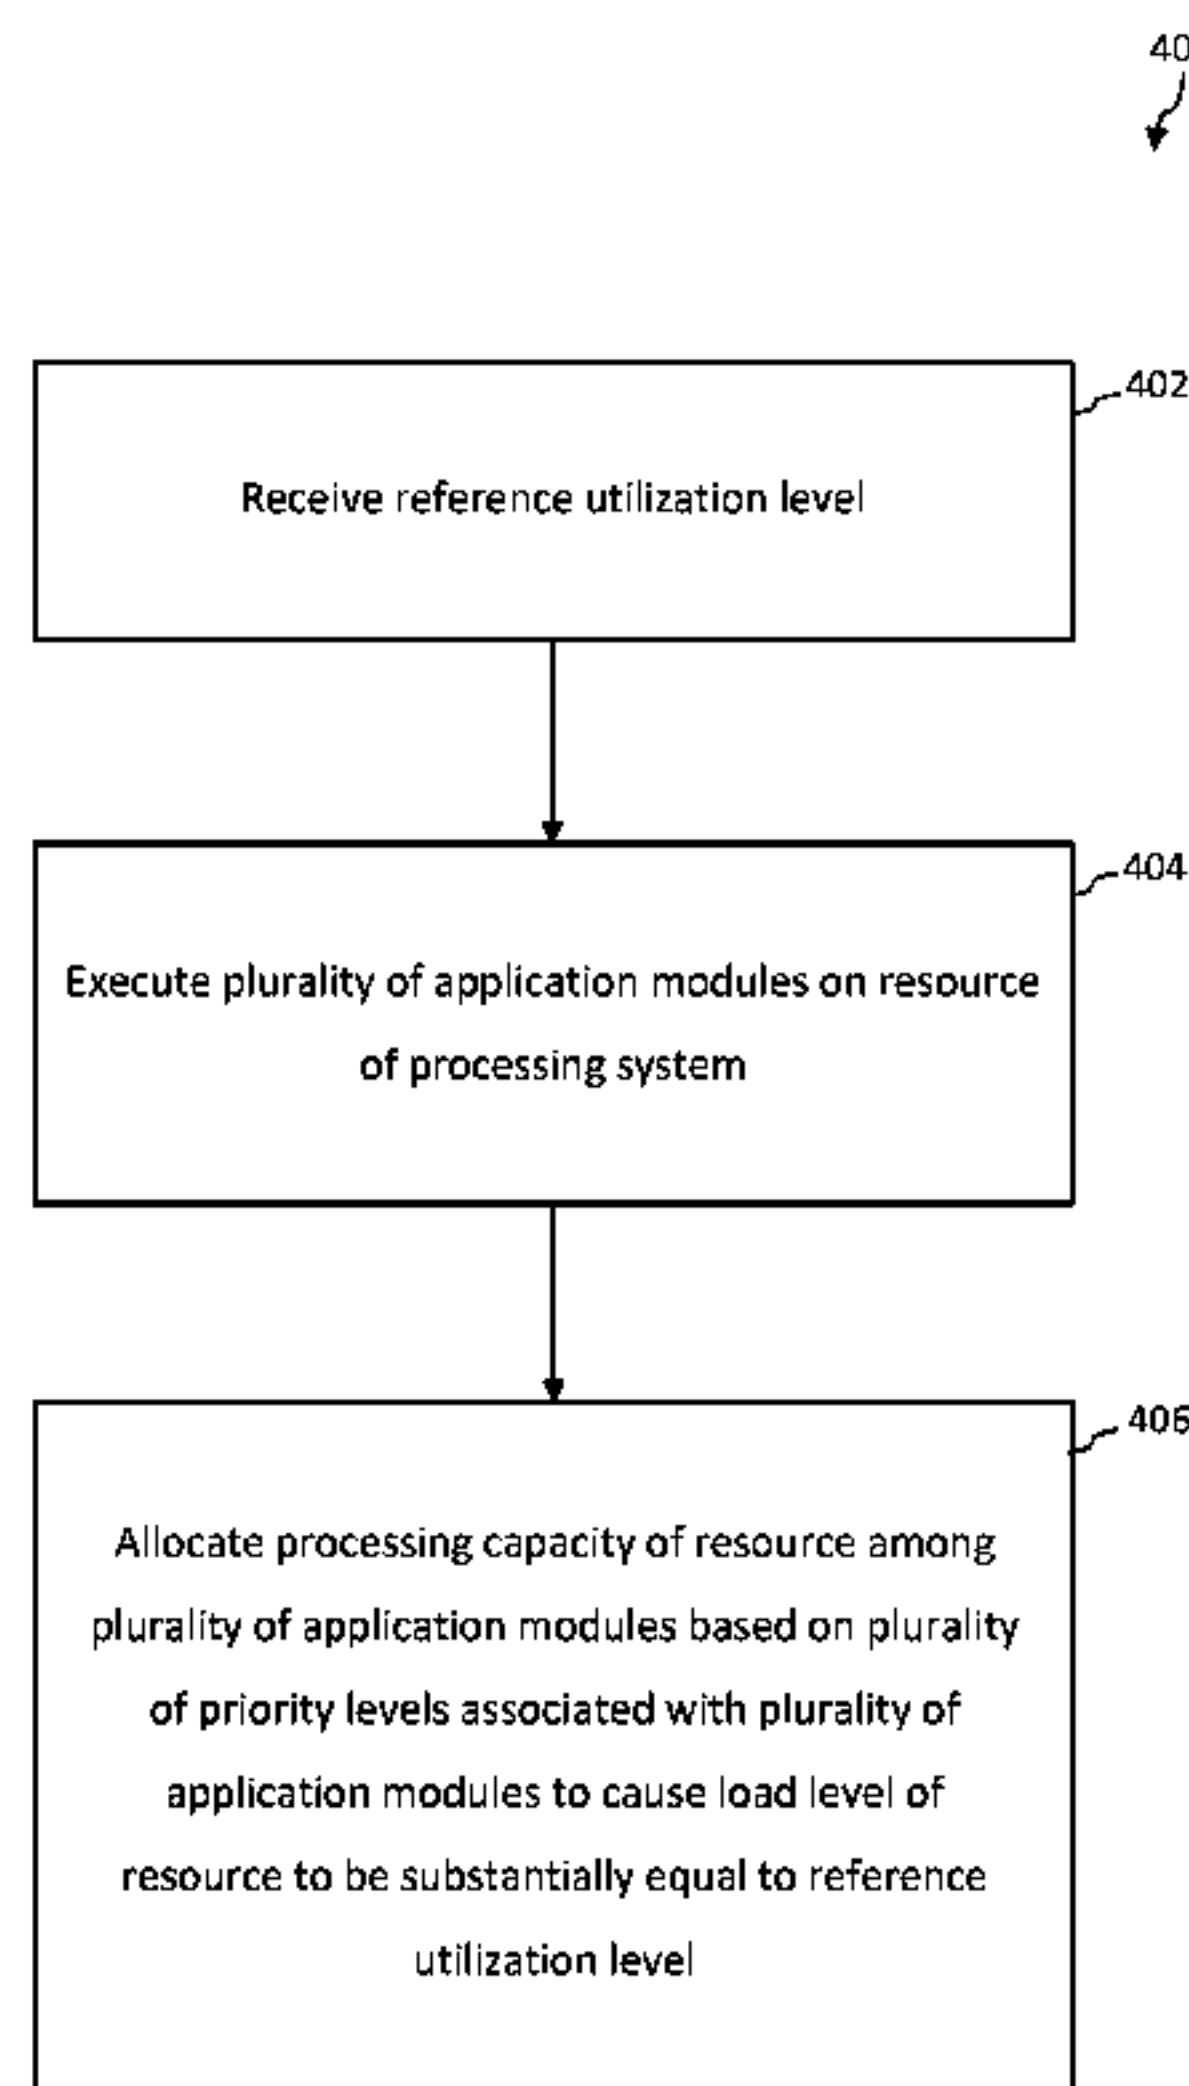 40
402
Receive reference utilization level
404
Execute plurality of application modules on resource
of processing system
406
Allocate processing capacity of resource among
plurality of application modules based on plurality
of priority levels associated with plurality of
application modules to cause load level of
resource to be substantially equal to reference
utilization level